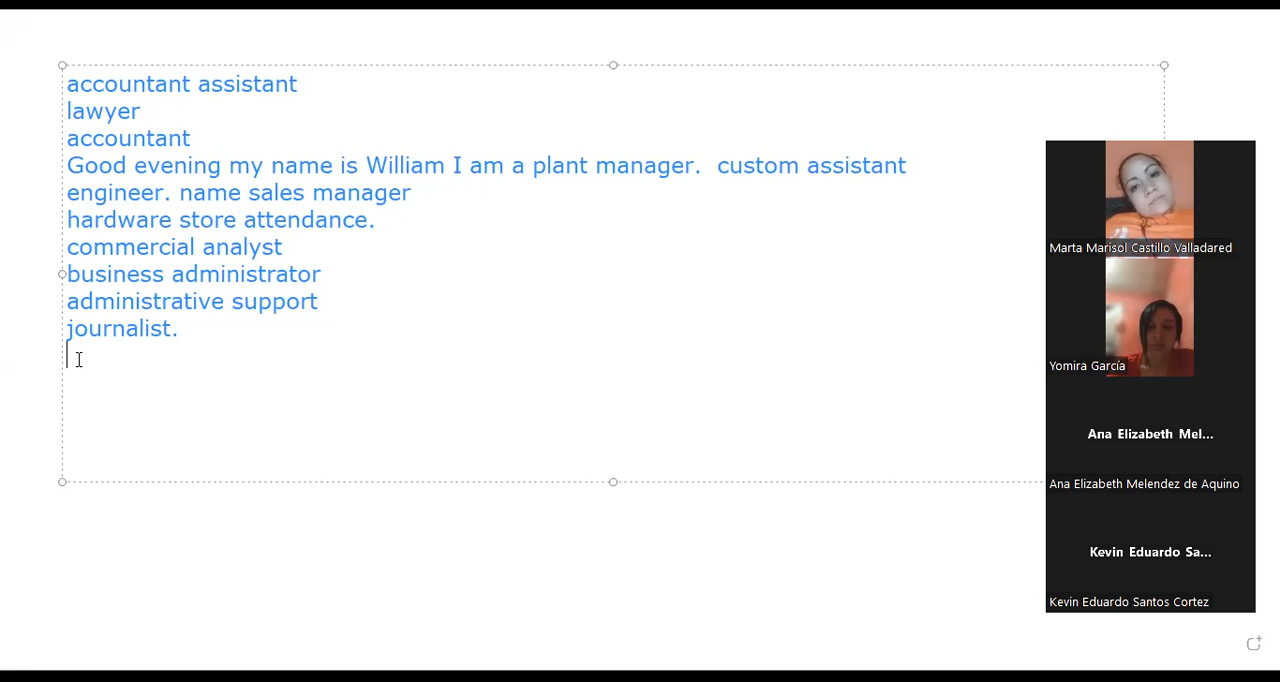 accountant assistant
lawyer
accountant
Good evening my name is William I am a plant manager.  custom assistant
engineer. name sales manager
hardware store attendance.
commercial analyst
business administrator
administrative support
journalist.
Marta Marisol Castillo Valladared
Yomira García
Ana Elizabeth Mel...
Ana Elizabeth Melendez de Aquino
Kevin Eduardo Sa...
Kevin Eduardo Santos Cortez